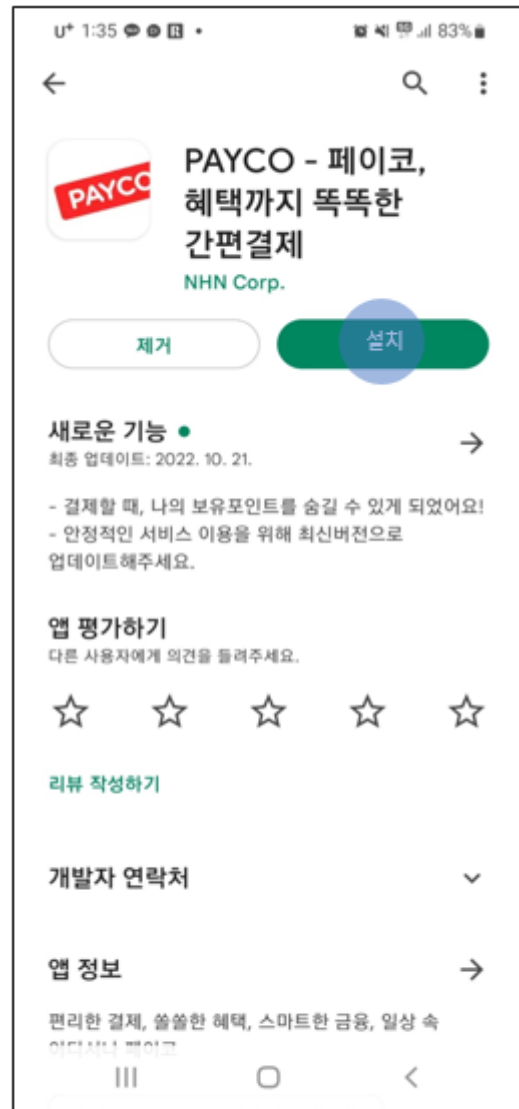 U+ 1:35
83%
PAYCO
PAYCO - 페이코,
혜택까지 똑똑한
간편결제
NHN Corp.
제거
설치
새로운 기능
최종 업데이트: 2022. 10. 21.
- 결제할 때, 나의 보유포인트를 숨길 수 있게 되었어요!
- 안정적인 서비스 이용을 위해 최신버전으로
업데이트해주세요.
앱 평가하기
다른 사용자에게 의견을 들려주세요.
리뷰 작성하기
개발자 연락처
앱 정보
편리한 결제, 쏠쏠한 혜택, 스마트한 금융, 일상 속
어디서나 페이코